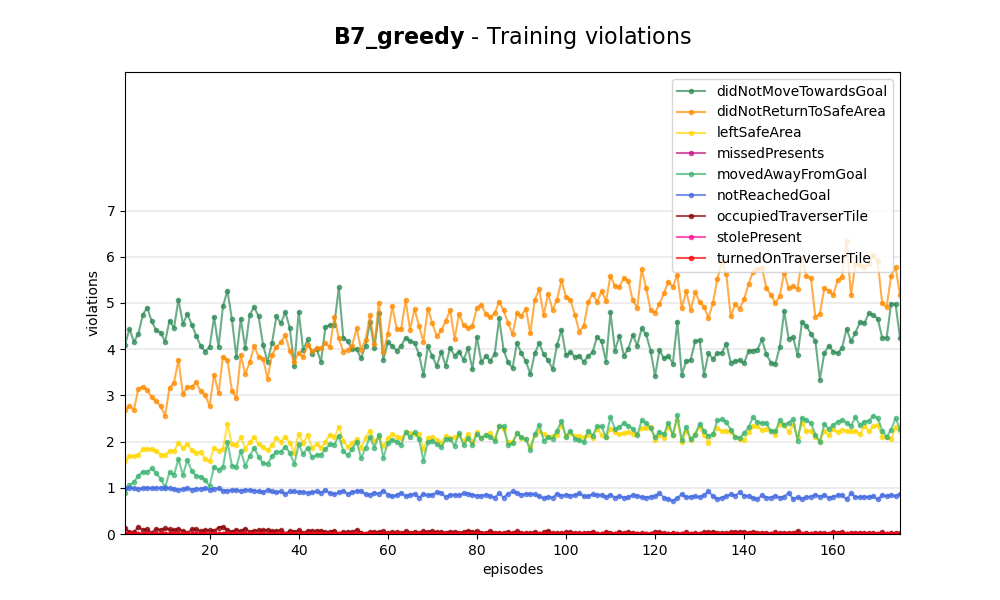 B7_greedy - Training violations
didNotMoveTowardsGoal
didNotReturnToSafeArea
leftSafeArea
missedPresents
movedAwayFromGoal
notReachedGoal
occupiedTraverserTile
stolePresent
turnedOnTraverserTile
violations
7
6
5
4
3
2
1
0
20 40 60 80 100 120 140 160
episodes